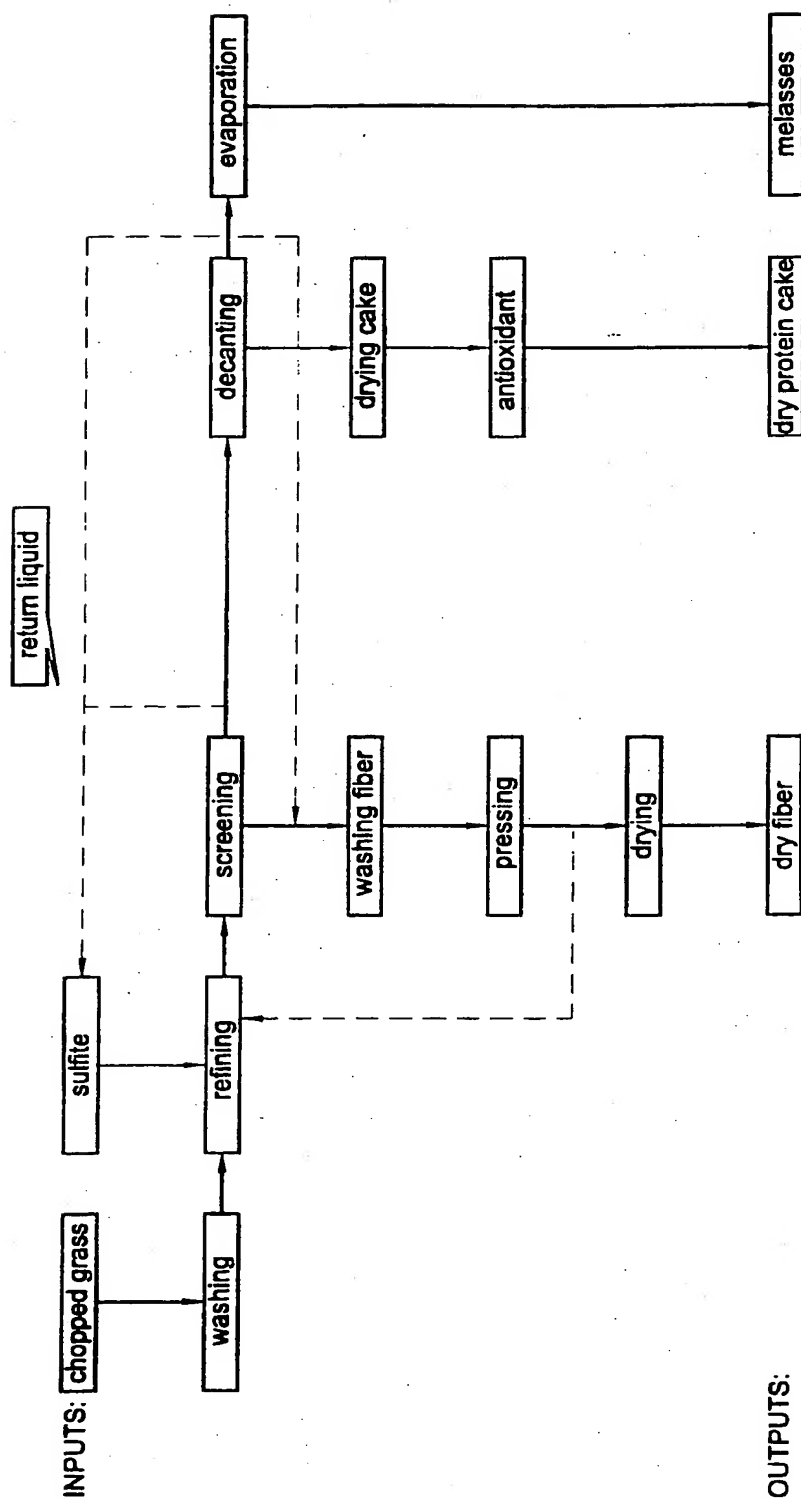 return liquid
INPUTS:
chopped grass
sulfite
washing
refining
screening
decanting
evaporation
washing fiber
drying cake
pressing
antioxidant
drying
OUTPUTS:
dry fiber
dry protein cake
melasses